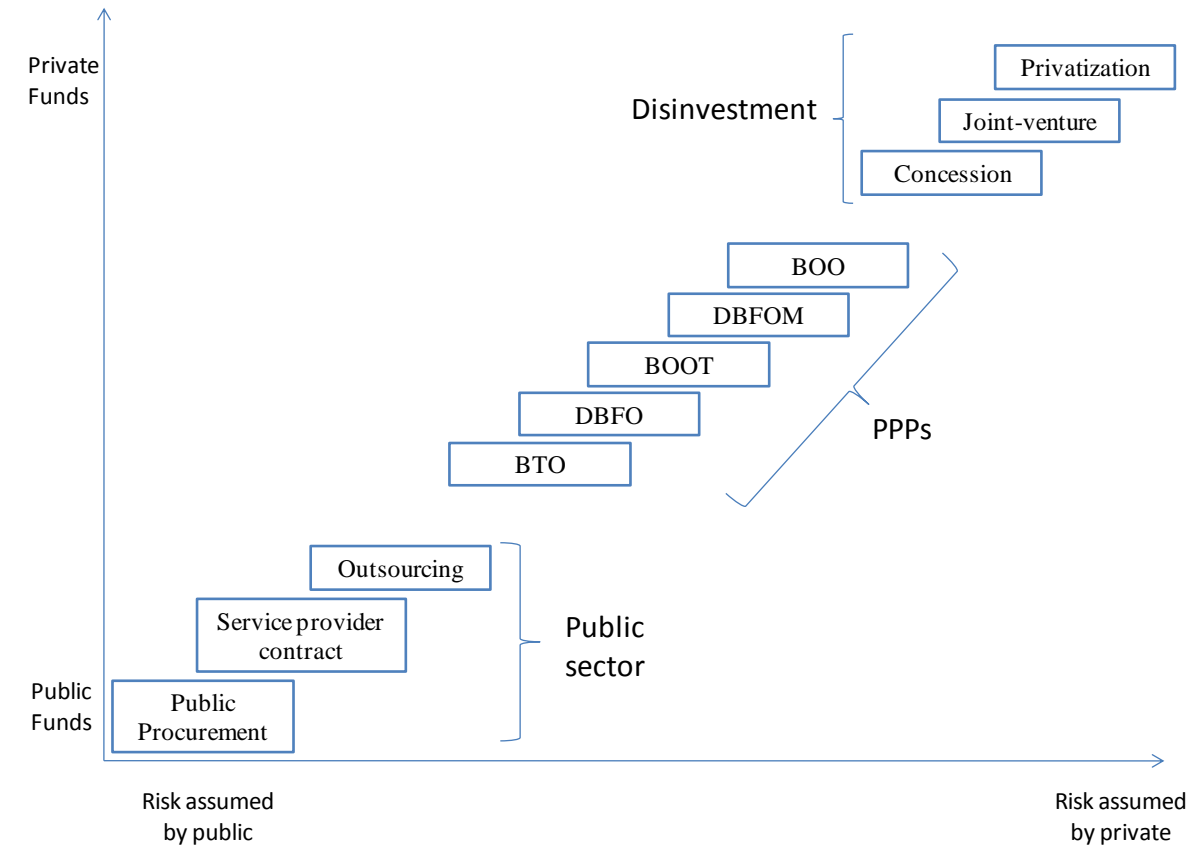 Private
Funds
Privatization
Disinvestment
Joint-venture
Concession
BOO
DBFOM
BOOT
DBFO
PPPs
BTO
Outsourcing
Service provider
contract
Public
sector
Public
Funds
Public
Procurement
Risk assumed
by public
Risk assumed
by private